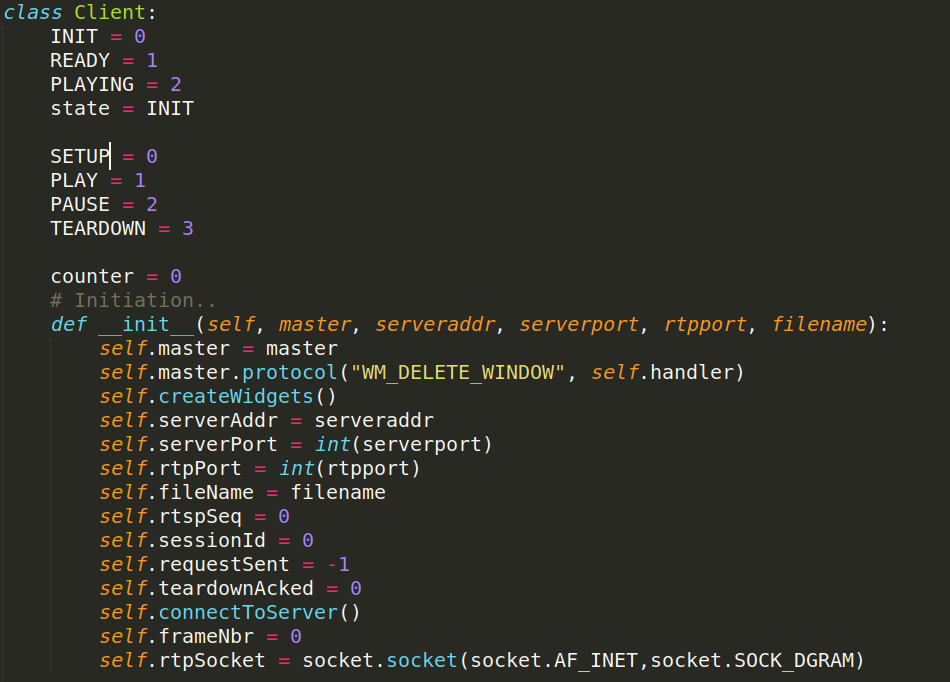 class Client:
    INIT = 0
    READY = 1
    PLAYING = 2
    state = INIT

    SETUP = 0
    PLAY = 1
    PAUSE = 2
    TEARDOWN = 3

    counter = 0
    # Initiation..
    def __init__(self, master, serveraddr, serverport, rtpport, filename):
        self.master = master
        self.master.protocol("WM_DELETE_WINDOW", self.handler)
        self.createWidgets()
        self.serverAddr = serveraddr
        self.serverPort = int(serverport)
        self.rtpPort = int(rtpport)
        self.fileName = filename
        self.rtspSeq = 0
        self.sessionId = 0
        self.requestSent = -1
        self.teardownAcked = 0
        self.connectToServer()
        self.frameNbr = 0
        self.rtpSocket = socket.socket(socket.AF_INET,socket.SOCK_DGRAM)